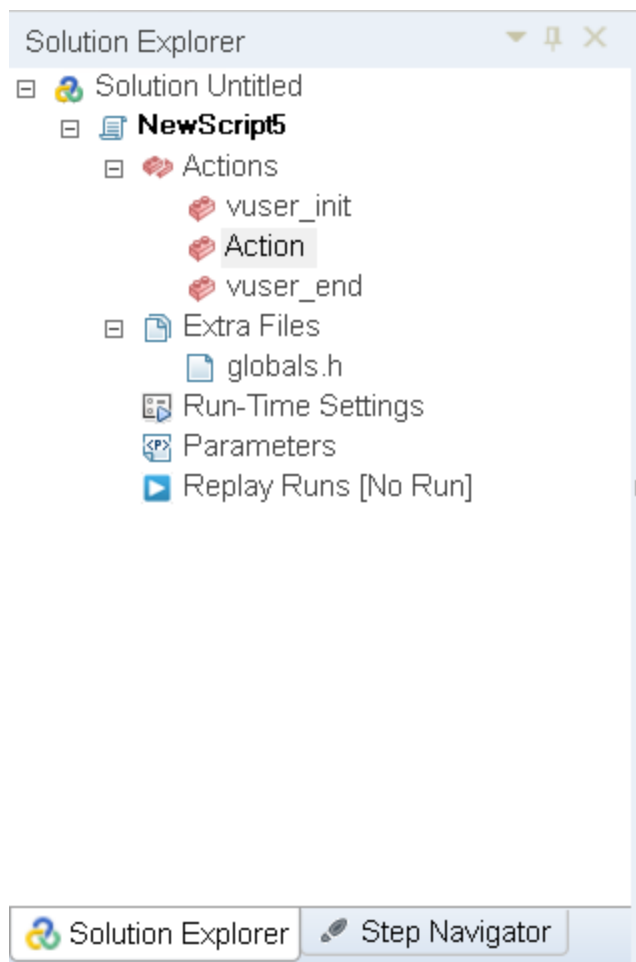 Solution Explorer
Solution Untitled
NewScript5
Actions
vuser_init
Action
vuser_end
Extra Files
globals.h
Run-Time Settings
<P> Parameters
Replay Runs [No Run]
Solution Explorer Step Navigator